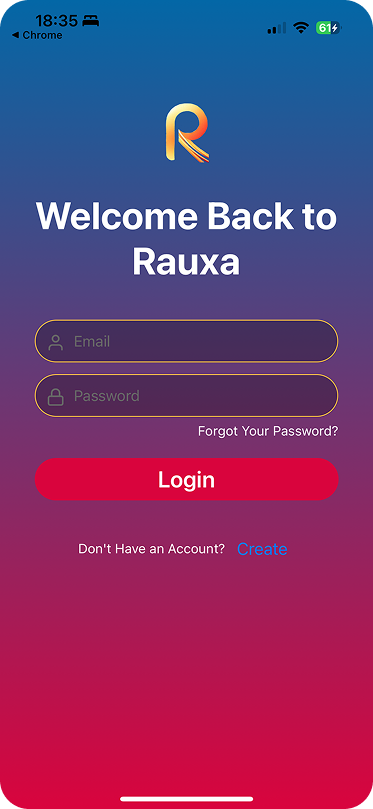 18:35
61
◀ Chrome
R
Welcome Back to
Rauxa
Email
Password
Forgot Your Password?
Login
Don't Have an Account? Create